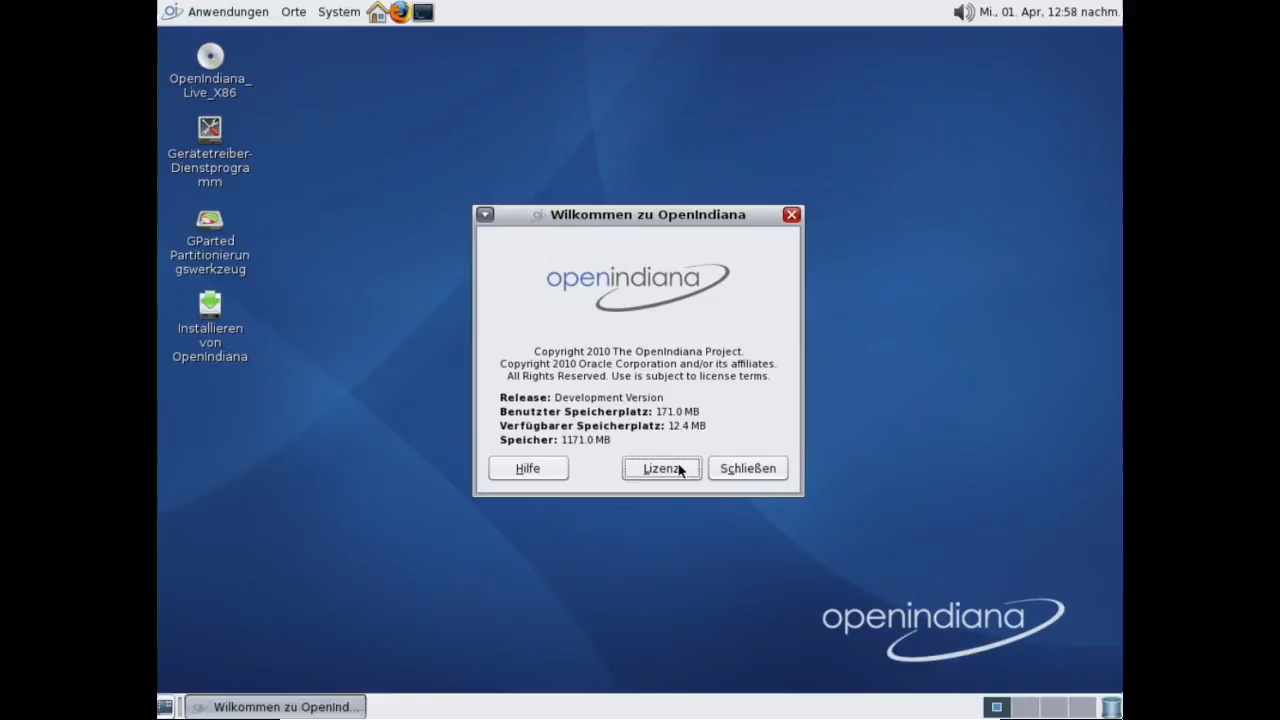 Anwendungen Orte System
Mi., 01. Apr, 12:58 nachm.
OpenIndiana_
Live_X86
Gerätetreiber-
Dienstprogra
mm
GParted
Partitionierun
gswerkzeug
Installieren
von
OpenIndiana
Wilkommen zu OpenIndiana
openindiana
Copyright 2010 The OpenIndiana Project.
Copyright 2010 Oracle Corporation and/or its affiliates.
All Rights Reserved. Use is subject to license terms.
Release: Development Version
Benutzter Speicherplatz: 171.0 MB
Verfügbarer Speicherplatz: 12.4 MB
Speicher: 1171.0 MB
Hilfe Lizenz Schließen
openindiana
Wilkommen zu OpenInd...